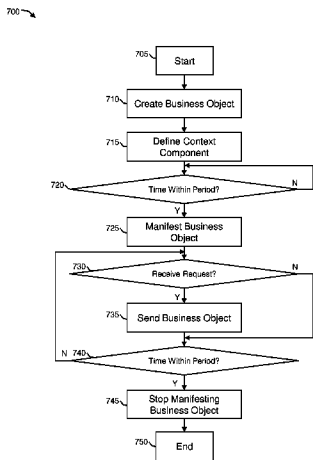 700
705
Start
710
Create Business Object
715
Define Context
Component
720
Time Within Period?
N
Y
725
Manifest Business
Object
730
Receive Request?
N
Y
735
Send Business Object
N
740
Time Within Period?
Y
745
Stop Manifesting
Business Object
750
End